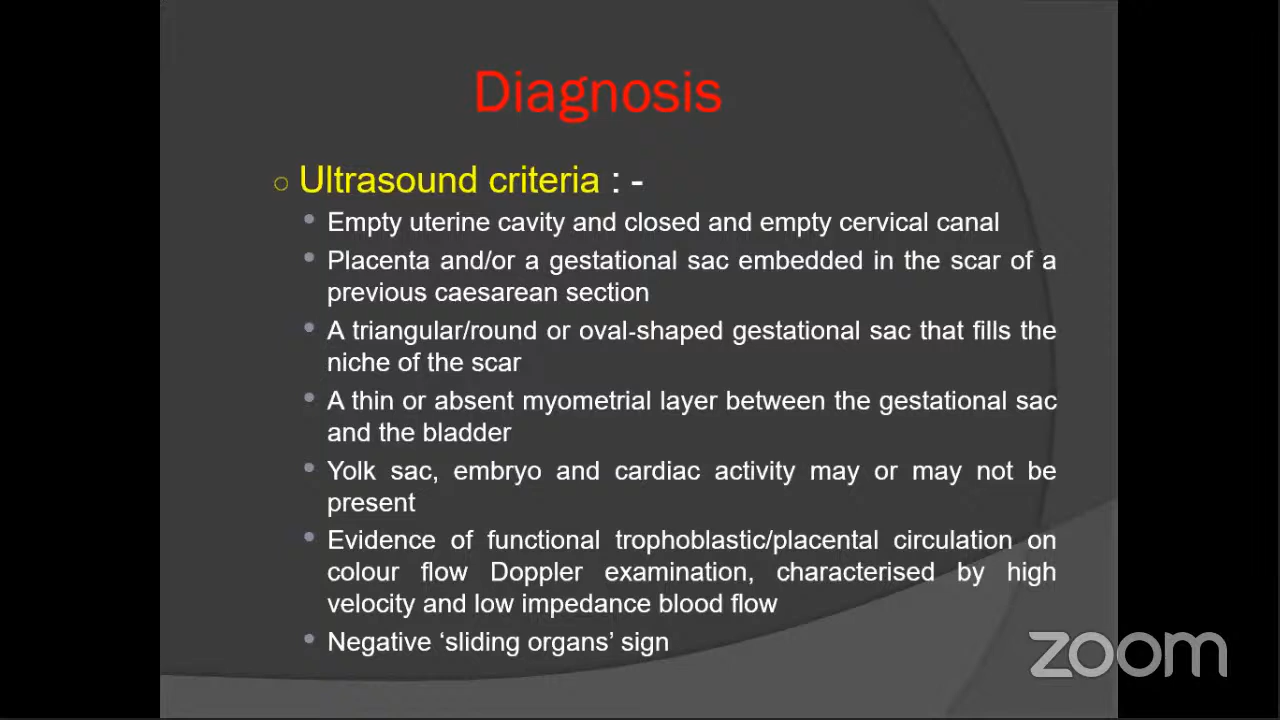 Diagnosis
Ultrasound criteria : -
Empty uterine cavity and closed and empty cervical canal
Placenta and/or a gestational sac embedded in the scar of a
previous caesarean section
A triangular/round or oval-shaped gestational sac that fills the
niche of the scar
A thin or absent myometrial layer between the gestational sac
and the bladder
Yolk sac, embryo and cardiac activity may or may not be
present
Evidence of functional trophoblastic/placental circulation on
colour flow Doppler examination, characterised by high
velocity and low impedance blood flow
Negative ‘sliding organs’ sign
zoom